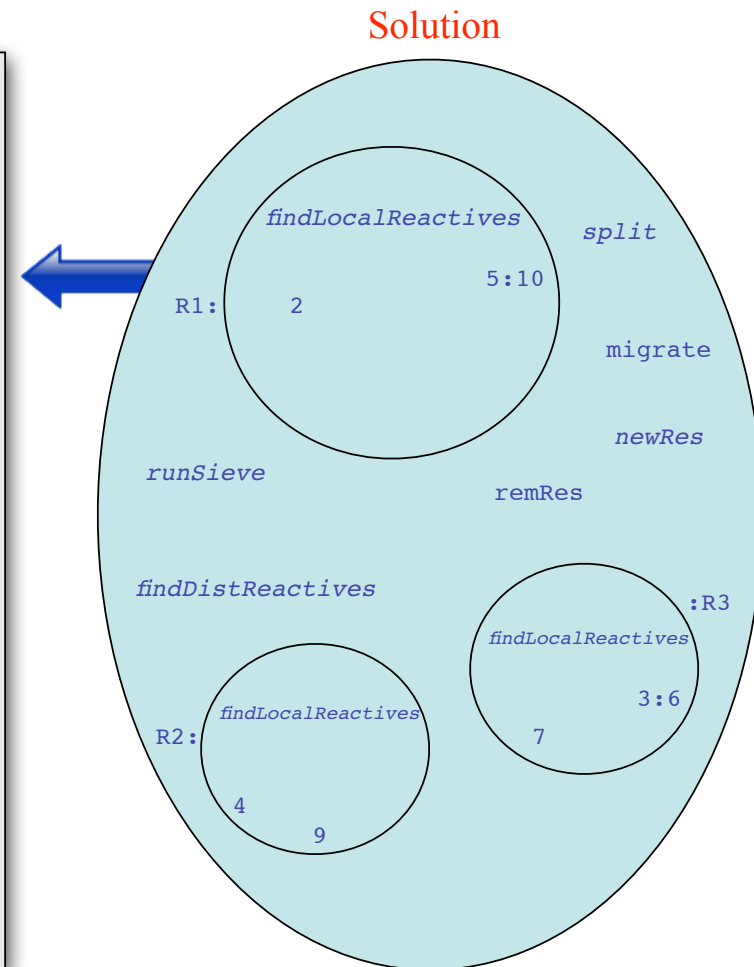 Solution
findLocalReactives
split
5:10
R1:
2
migrate
newRes
runSieve
remRes
findDistReactives
:R3
findLocalReactives
3:6
7
findLocalReactives
R2:
4
9